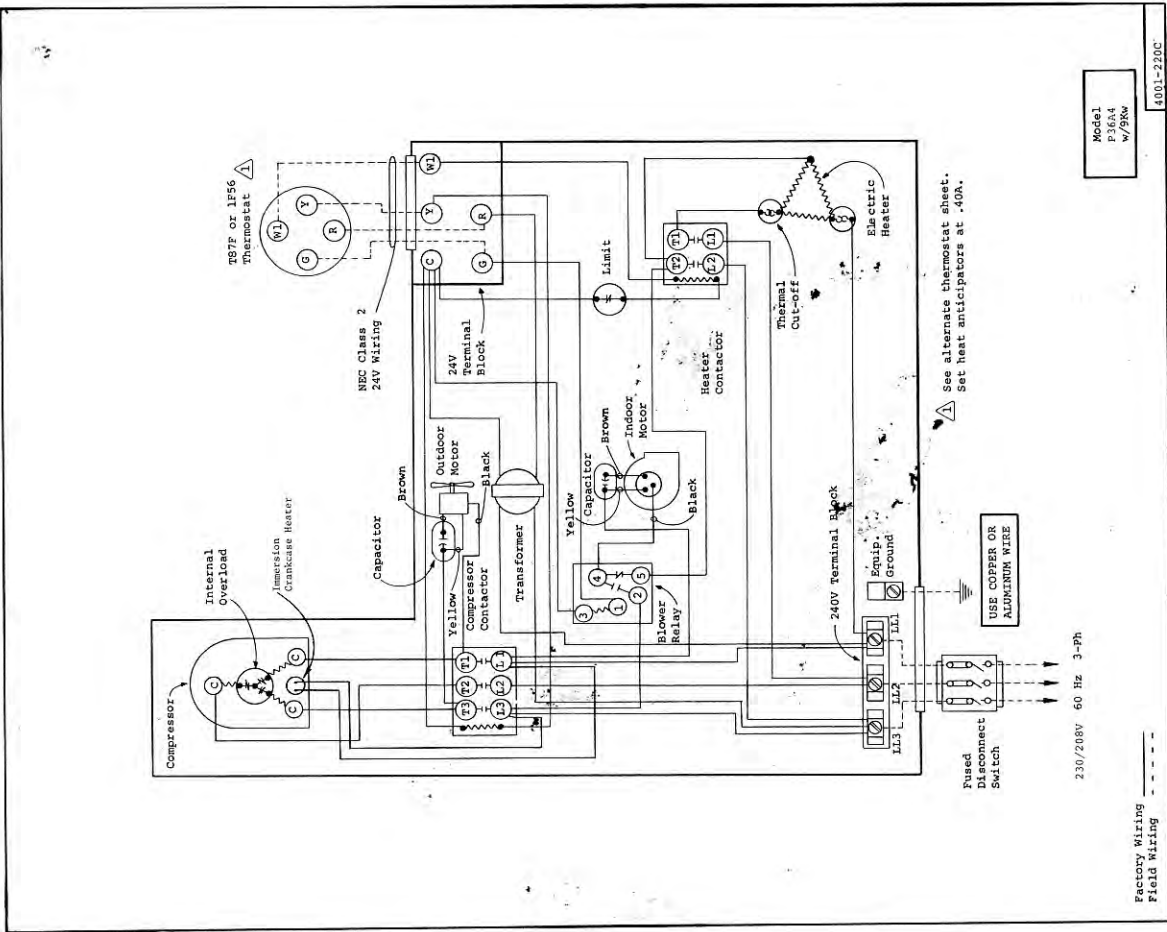 T87F or 1F56
Thermostat 1
W1
G
R
Y
NEC Class 2
24V Wiring
C
Y
W1
G
R
24V
Terminal
Block
Compressor
Internal
Overload
Immersion
Crankcase Heater
C
C
C
Capacitor
Brown
Outdoor
Motor
Black
Yellow
Compressor
Contactor
T3
T2
T1
L3
L2
L1
Transformer
Yellow
Capacitor
Brown
Indoor
Motor
Black
3
1
4
2
5
Blower
Relay
Limit
Heater
Contactor
T2
T1
L2
L1
Thermal
Cut-off
Electric
Heater
240V Terminal Block
LL3
LL2
LL1
Equip.
Ground
USE COPPER OR
ALUMINUM WIRE
Fused
Disconnect
Switch
230/208V 60 Hz 3-Ph
1 See alternate thermostat sheet.
Set heat anticipators at .40A.
Factory Wiring
Field Wiring
Model
P36A4
w/9Kw
4001-220C